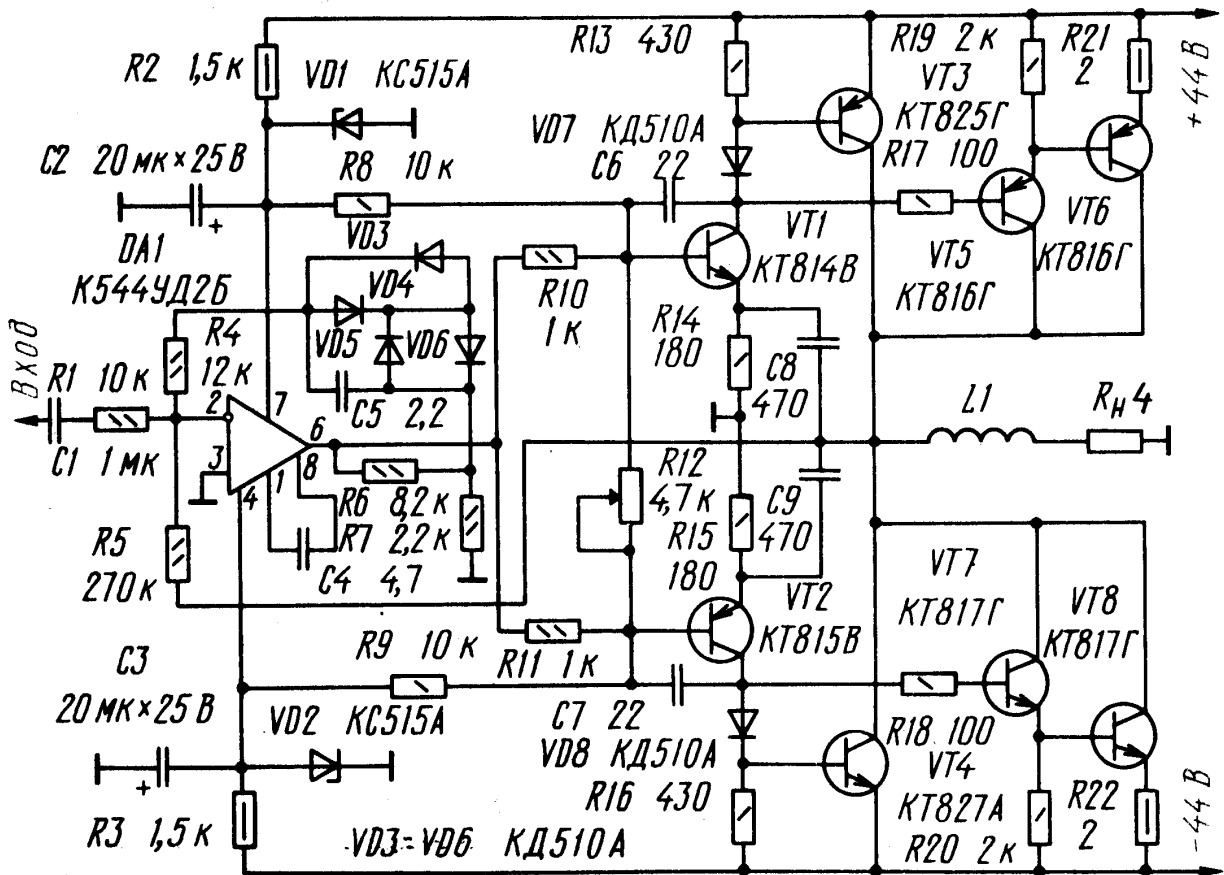 R13 430
R19 2 к
R21
2
+44 В
R2 1,5 к
VD1 КС515А
VT3
КТ825Г
VD7 КД510А
R17 100
C2 20 мк × 25 В
R8 10 к
C6 22
+
VT1
КТ814В
VT6
КТ816Г
DA1
К544УД2Б
VD3
VD4
R10
1 к
VT5
КТ816Г
Вход
R4
12 к
VD5
VD6
R14
180
C8
470
R1 10 к
2
7
C5 2,2
L1
Rн 4
C1 1 мк
3
6
8
1
4
R6 8,2 к
R12
4,7 к
C9
470
R5
270 к
R7 2,2 к
C4 4,7
R15
180
VT7
КТ817Г
VT2
КТ815В
VT8
КТ817Г
C3
20 мк × 25 В
R9 10 к
R11 1 к
VD2 КС515А
C7 22
VD8 КД510А
R18 100
+
R16 430
VT4
КТ827А
R22
2
R3 1,5 к
VD3=VD6 КД510А
R20 2 к
-44 В